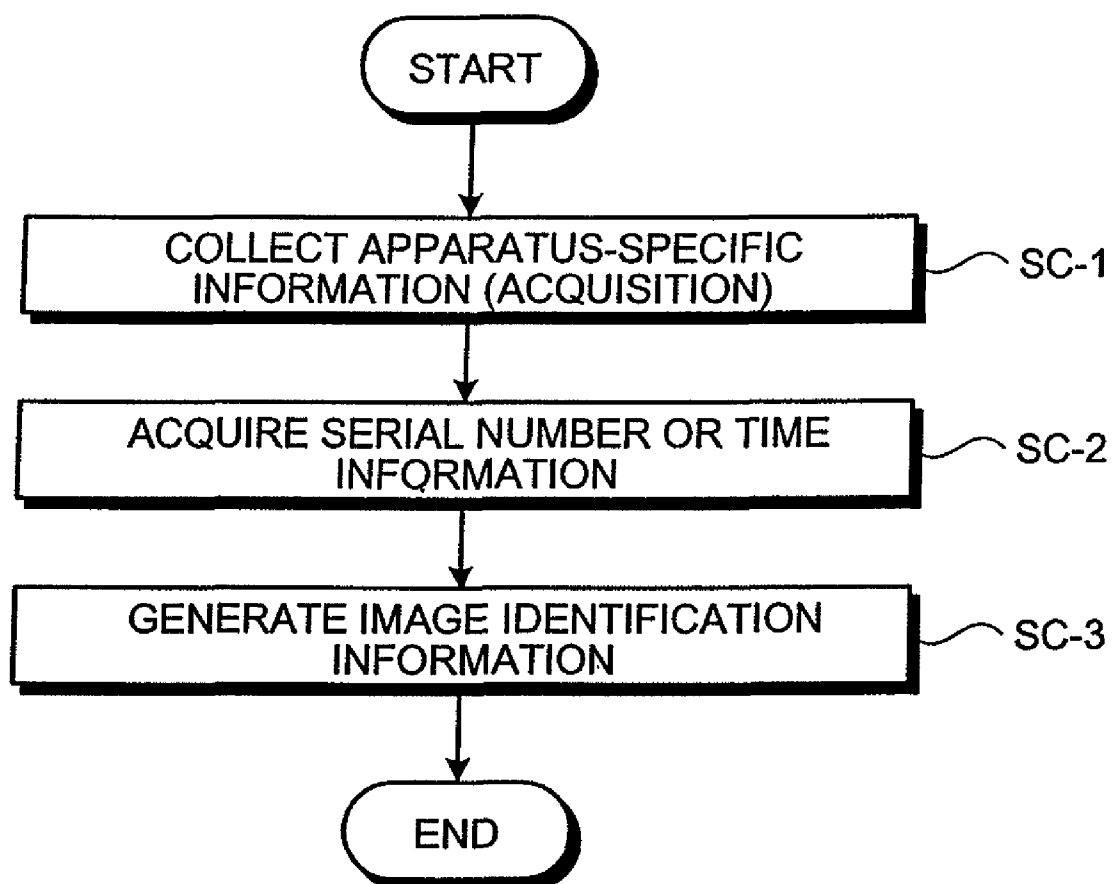 START
COLLECT APPARATUS-SPECIFIC
INFORMATION (ACQUISITION)
SC-1
ACQUIRE SERIAL NUMBER OR TIME
INFORMATION
SC-2
GENERATE IMAGE IDENTIFICATION
INFORMATION
SC-3
END